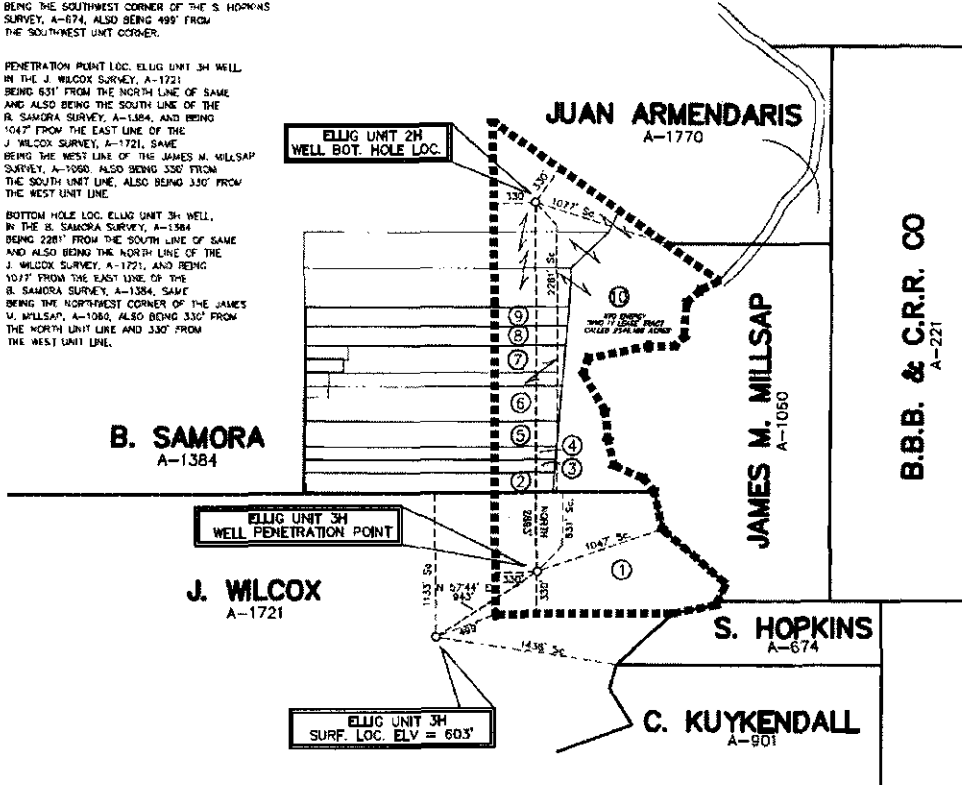 BEING THE SOUTHWEST CORNER OF THE S. HOPKINS
SURVEY, A-674, ALSO BEING 499' FROM
THE SOUTHWEST UNIT CORNER.
PENETRATION POINT LOC. ELLIG UNIT 3H WELL
IN THE J. WILCOX SURVEY, A-1721
BEING 631' FROM THE NORTH LINE OF SAME
AND ALSO BEING THE SOUTH LINE OF THE
B. SAMORA SURVEY, A-1384, AND BEING
1047' FROM THE EAST LINE OF THE
J WILCOX SURVEY, A-1721, SAME
BEING THE WEST LINE OF THE JAMES M. MILLSAP
SURVEY, A-1060. ALSO BEING 330' FROM
THE SOUTH UNIT LINE, ALSO BEING 330' FROM
THE WEST UNIT LINE
BOTTOM HOLE LOC. ELLIG UNIT 3H WELL,
IN THE B. SAMORA SURVEY, A-1384
BEING 2281' FROM THE SOUTH LINE OF SAME
AND ALSO BEING THE NORTH LINE OF THE
J. WILCOX SURVEY, A-1721, AND BEING
1077' FROM THE EAST LINE OF THE
B. SAMORA SURVEY, A-1384, SAME
BEING THE NORTHWEST CORNER OF THE JAMES
M. MILLSAP, A-1060, ALSO BEING 330' FROM
THE NORTH UNIT LINE AND 330' FROM
THE WEST UNIT LINE.
JUAN ARMENDARIS
A-1770
ELLIG UNIT 2H
WELL BOT. HOLE LOC.
330'
330'
1077' Sc.
2281' Sc.
B.B.B. & C.R.R. CO
A-221
JAMES M. MILLSAP
A-1060
10
XTO ENERGY
9
8
7
6
5
4
3
2
B. SAMORA
A-1384
ELLIG UNIT 3H
WELL PENETRATION POINT
NORTH
2882'
631' Sc.
1047' Sc
1
330'
330'
1133' Sc
N 57°44' E
943'
499'
1438' Sc
J. WILCOX
A-1721
S. HOPKINS
A-674
ELLIG UNIT 3H
SURF. LOC. ELV = 603'
C. KUYKENDALL
A-901